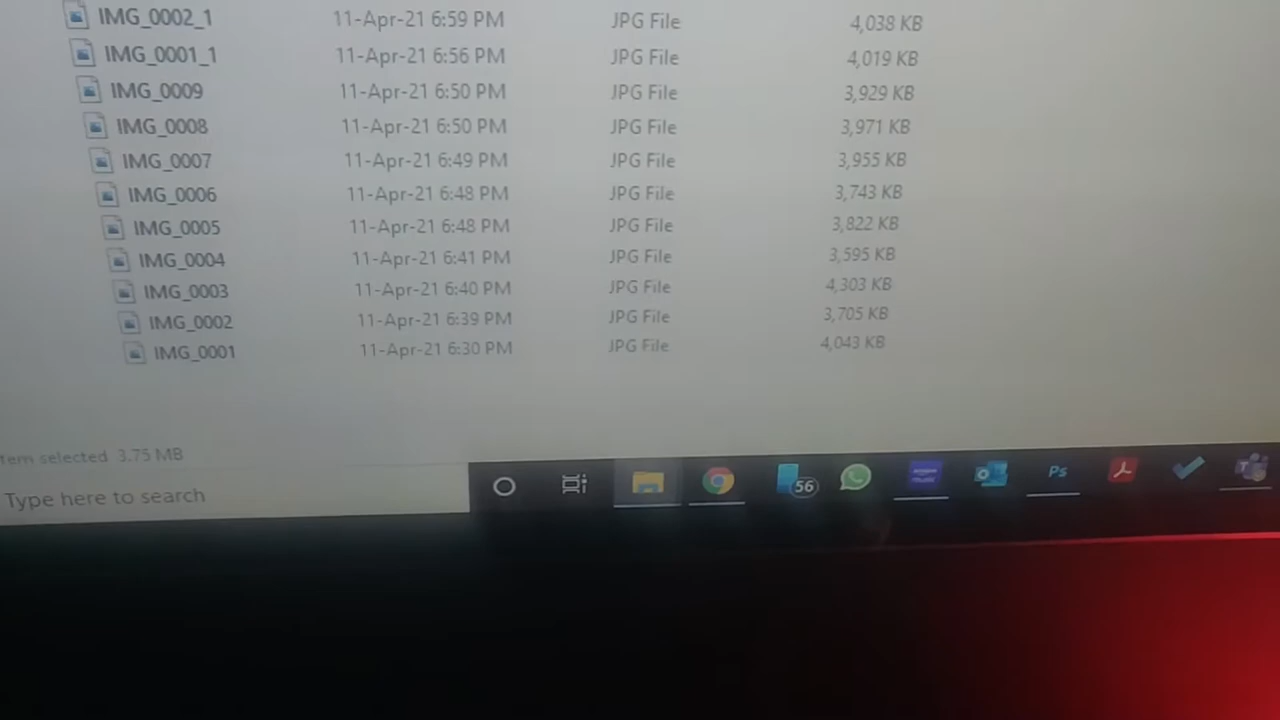 IMG_0002_1 11-Apr-21 6:59 PM JPG File 4,038 KB
IMG_0001_1 11-Apr-21 6:56 PM JPG File 4,019 KB
IMG_0009 11-Apr-21 6:50 PM JPG File 3,929 KB
IMG_0008 11-Apr-21 6:50 PM JPG File 3,971 KB
IMG_0007 11-Apr-21 6:49 PM JPG File 3,955 KB
IMG_0006 11-Apr-21 6:48 PM JPG File 3,743 KB
IMG_0005 11-Apr-21 6:48 PM JPG File 3,822 KB
IMG_0004 11-Apr-21 6:41 PM JPG File 3,595 KB
IMG_0003 11-Apr-21 6:40 PM JPG File 4,303 KB
IMG_0002 11-Apr-21 6:39 PM JPG File 3,705 KB
IMG_0001 11-Apr-21 6:30 PM JPG File 4,043 KB
tem selected 3.75 MB
Type here to search 56 amazon music Ps